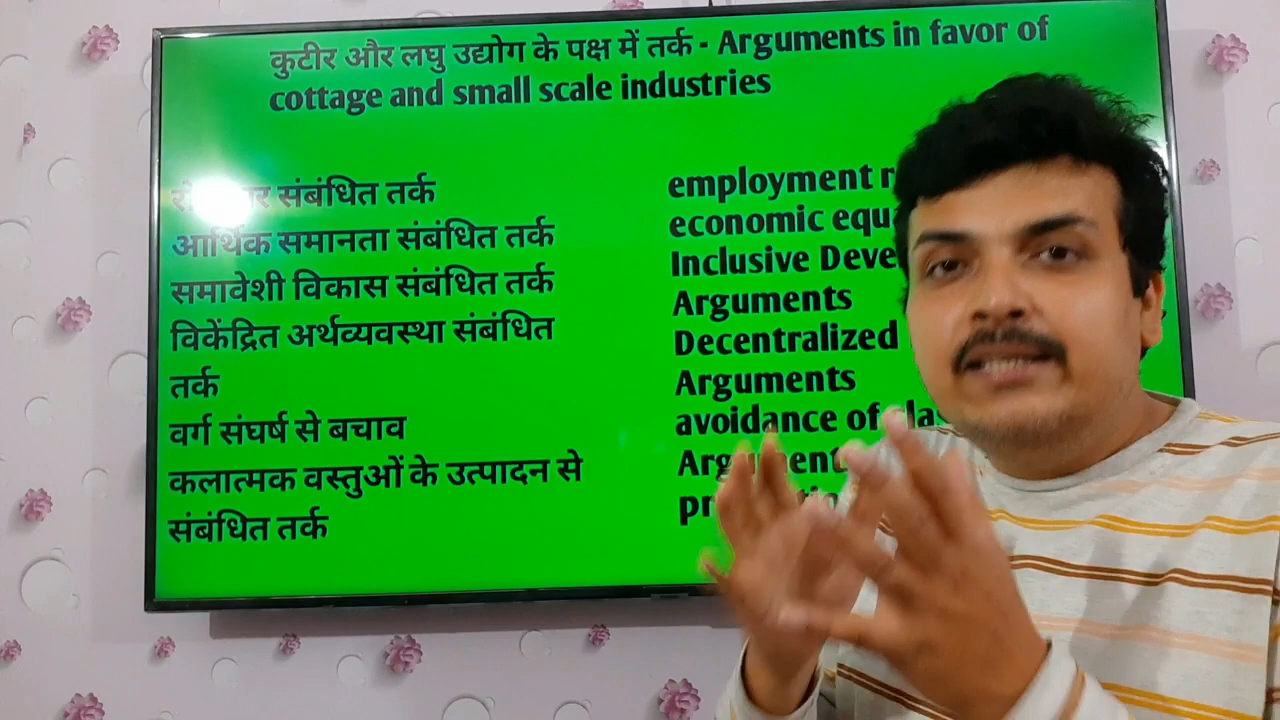 कुटीर और लघु उद्योग के पक्ष में तर्क - Arguments in favor of
cottage and small scale industries
संबंधित तर्क
आर्थिक समानता संबंधित तर्क
समावेशी विकास संबंधित तर्क
विकेंद्रित अर्थव्यवस्था संबंधित
तर्क
वर्ग संघर्ष से बचाव
कलात्मक वस्तुओं के उत्पादन से
संबंधित तर्क
employment
economic
Inclusive
Arguments
Decentralized
Arguments
avoidance of